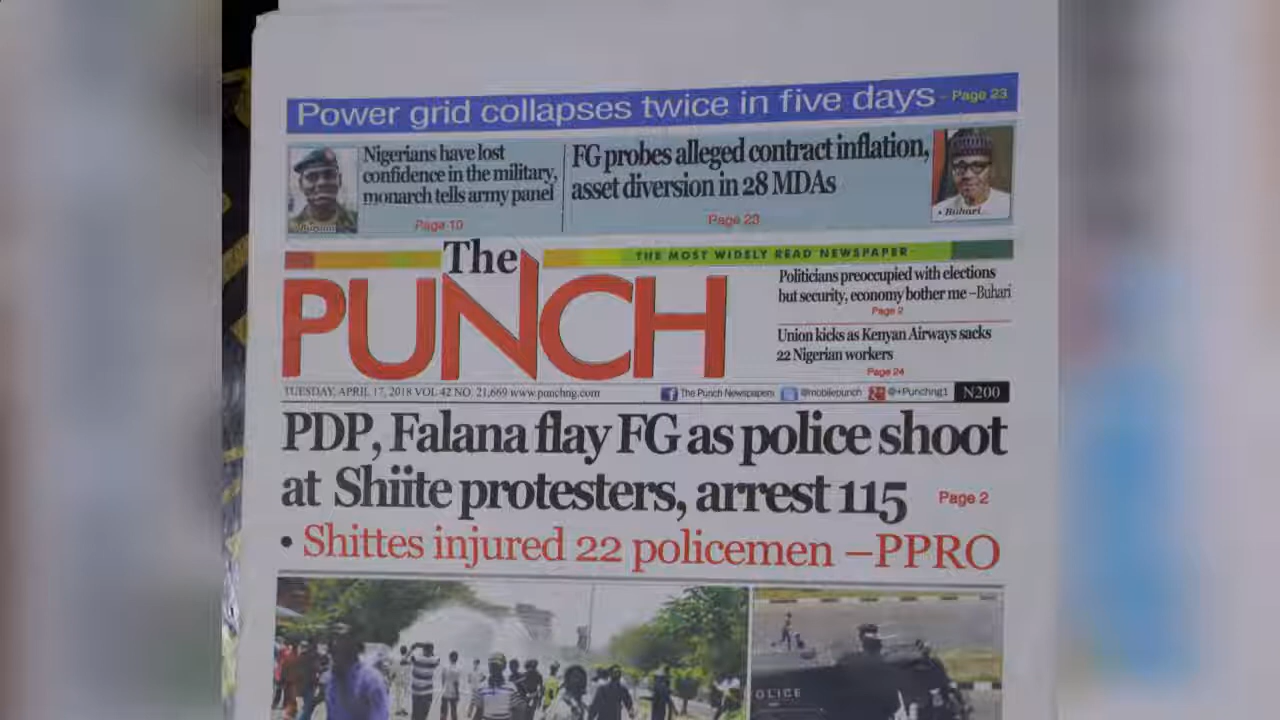 Power grid collapses twice in five days - Page 23
Nigerians have lost
confidence in the military,
monarch tells army panel
Page 10
FG probes alleged contract inflation,
asset diversion in 28 MDAs
Page 23
• Buhari
The
PUNCH
THE MOST WIDELY READ NEWSPAPER
Politicians preoccupied with elections
but security, economy bother me –Buhari
Page 2
Union kicks as Kenyan Airways sacks
22 Nigerian workers
Page 24
TUESDAY, APRIL 17, 2018 VOL 42 NO. 21,669 www.punchng.com
The Punch Newspapers @mobilepunch @+Punchng1 N200
PDP, Falana flay FG as police shoot
at Shiite protesters, arrest 115 Page 2
• Shittes injured 22 policemen –PPRO